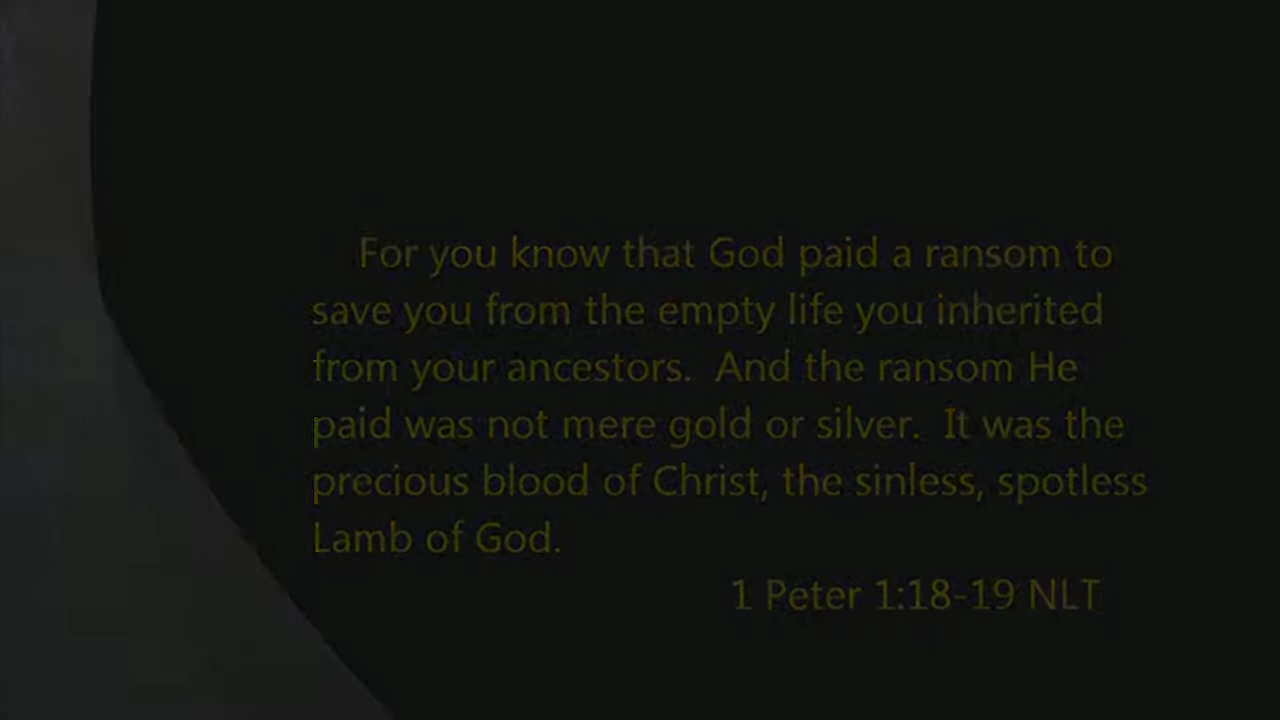 For you know that God paid a ransom to
save you from the empty life you inherited
from your ancestors.  And the ransom He
paid was not mere gold or silver.  It was the
precious blood of Christ, the sinless, spotless
Lamb of God.
1 Peter 1:18-19 NLT